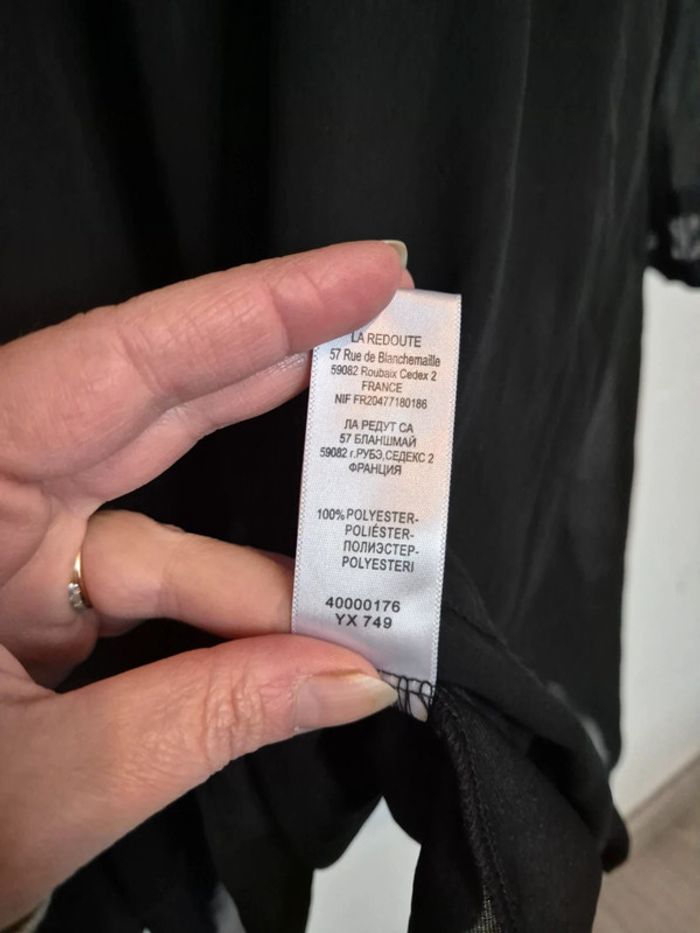 LA REDOUTE
57 Rue de Blanchemaille
59082 Roubaix Cedex 2
FRANCE
NIF FR20477180186
ЛА РЕДУТ СА
57 БЛАНШМАЙ
59082 г.РУБЭ,СЕДЕКС 2
ФРАНЦИЯ
100%POLYESTER-
POLIÉSTER-
ПОЛИЭСТЕР-
POLYESTERI
40000176
YX 749